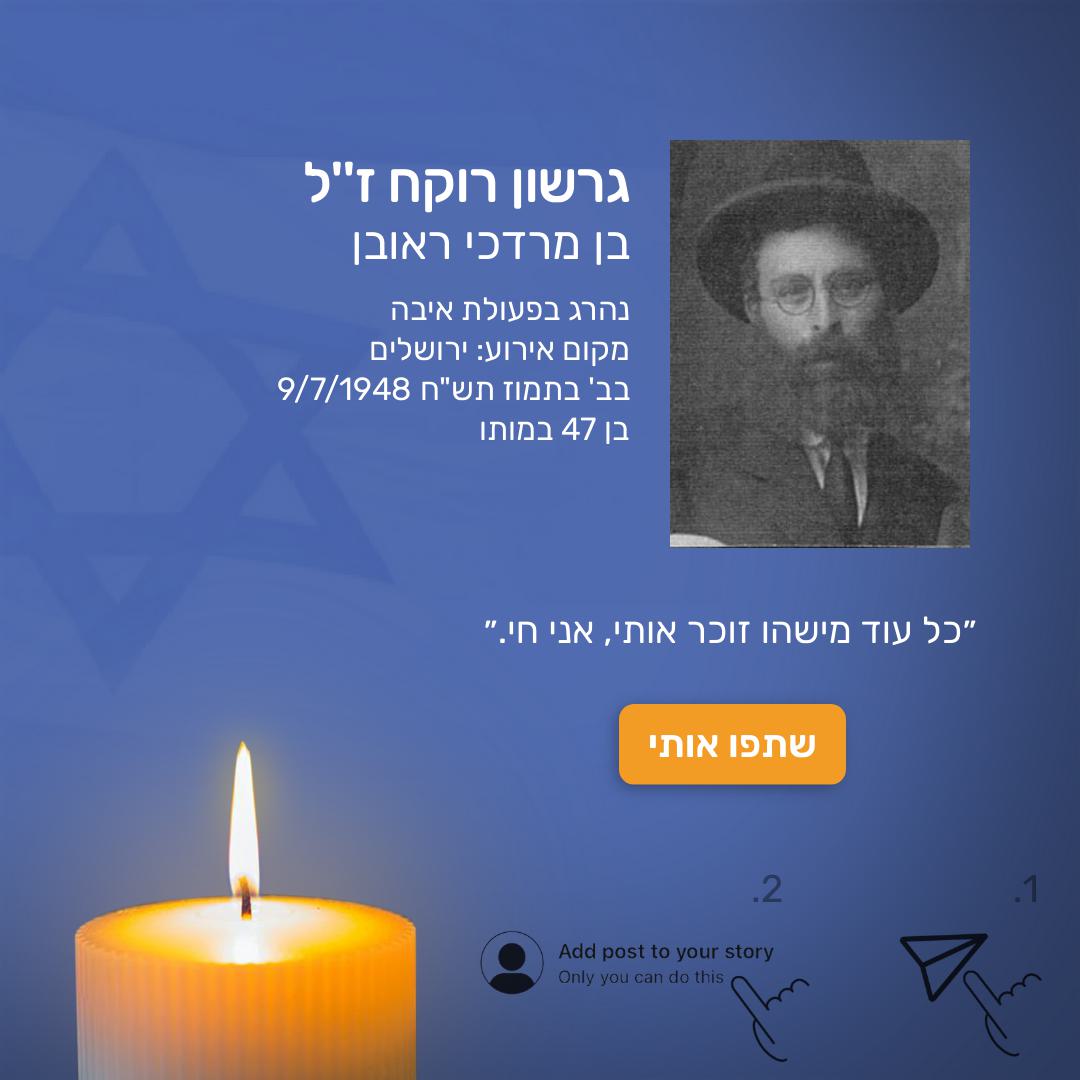 גרשון רוקח ז"ל
בן מרדכי ראובן
נהרג בפעולת איבה
מקום אירוע: ירושלים
בב' בתמוז תש"ח 9/7/1948
בן 47 במותו
״כל עוד מישהו זוכר אותי, אני חי.״
שתפו אותי
1.
2.
Add post to your story
Only you can do this